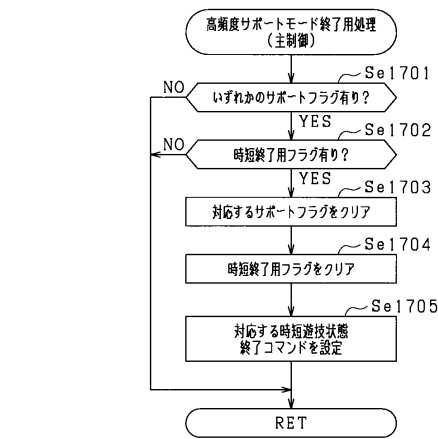 高頻度サポートモード終了用処理
(主制御)
Se1701
NO
いずれかのサポートフラグ有り？
YES
Se1702
NO
時短終了用フラグ有り？
YES
Se1703
対応するサポートフラグをクリア
Se1704
時短終了用フラグをクリア
Se1705
対応する時短遊技状態
終了コマンドを設定
RET